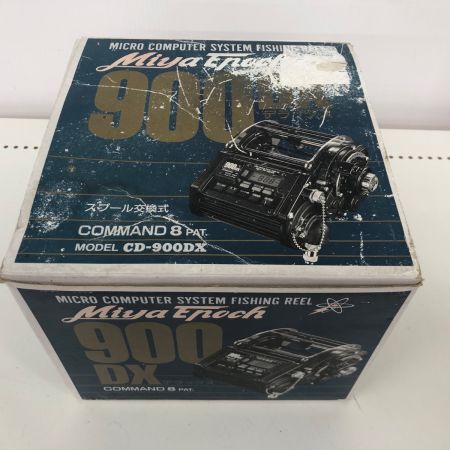 MICRO COMPUTER SYSTEM FISHING REEL
Miya Epoch
900
スプール交換式
COMMAND 8 PAT.
MODEL CD-900DX
MICRO COMPUTER SYSTEM FISHING REEL
Miya Epoch
900
DX
COMMAND 8 PAT.